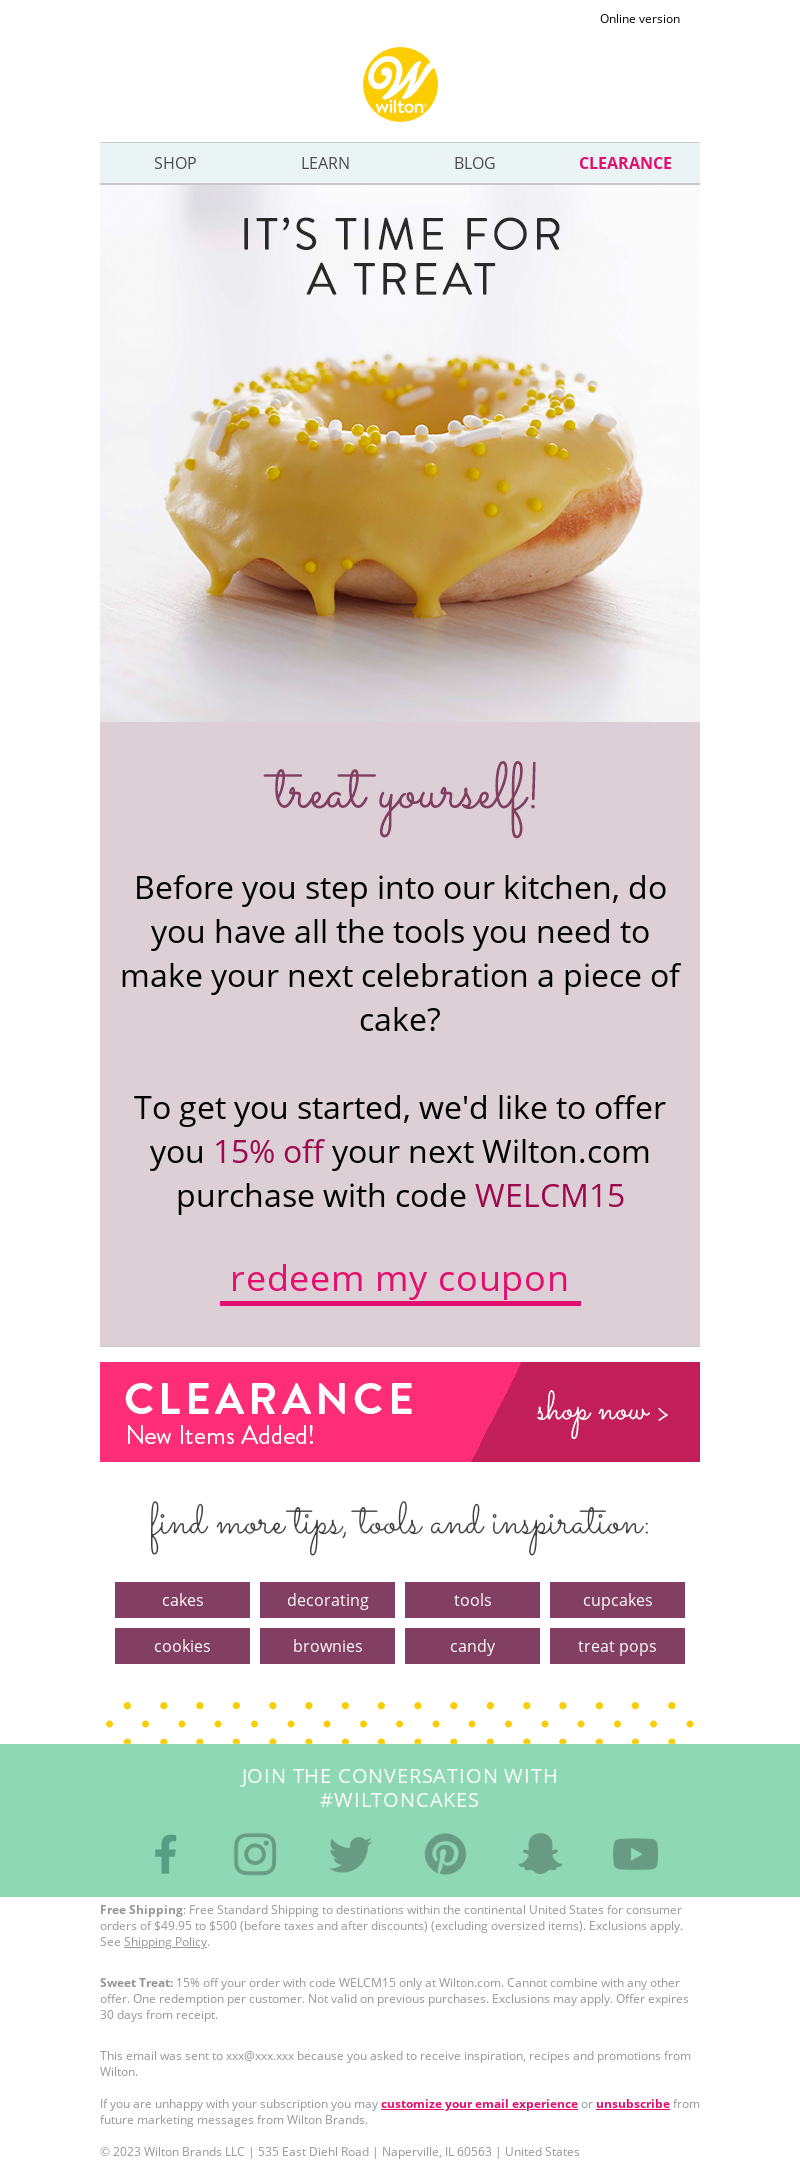 Online version
wilton
SHOP LEARN BLOG CLEARANCE
IT'S TIME FOR
A TREAT
treat yourself!
Before you step into our kitchen, do
you have all the tools you need to
make your next celebration a piece of
cake?
To get you started, we'd like to offer
you 15% off your next Wilton.com
purchase with code WELCM15
redeem my coupon
CLEARANCE
New Items Added!
shop now >
find more tips, tools and inspiration:
cakes decorating tools cupcakes
cookies brownies candy treat pops
JOIN THE CONVERSATION WITH
#WILTONCAKES
Free Shipping: Free Standard Shipping to destinations within the continental United States for consumer
orders of $49.95 to $500 (before taxes and after discounts) (excluding oversized items). Exclusions apply.
See Shipping Policy.
Sweet Treat: 15% off your order with code WELCM15 only at Wilton.com. Cannot combine with any other
offer. One redemption per customer. Not valid on previous purchases. Exclusions may apply. Offer expires
30 days from receipt.
This email was sent to xxx@xxx.xxx because you asked to receive inspiration, recipes and promotions from
Wilton.
If you are unhappy with your subscription you may customize your email experience or unsubscribe from
future marketing messages from Wilton Brands.
© 2023 Wilton Brands LLC | 535 East Diehl Road | Naperville, IL 60563 | United States